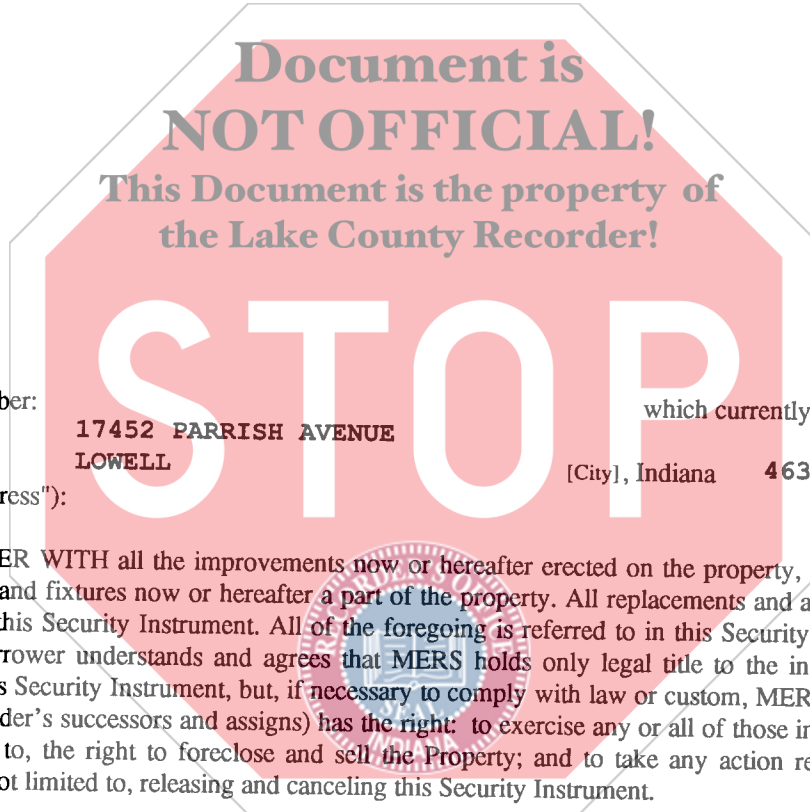 Document is
NOT OFFICIAL!
This Document is the property of
the Lake County Recorder!
STOP
ber:
which currently
17452 PARRISH AVENUE
LOWELL
[City], Indiana 463
ress"):
ER WITH all the improvements now or hereafter erected on the property,
and fixtures now or hereafter a part of the property. All replacements and a
this Security Instrument. All of the foregoing is referred to in this Security
rrower understands and agrees that MERS holds only legal title to the in
s Security Instrument, but, if necessary to comply with law or custom, MER
der's successors and assigns) has the right: to exercise any or all of those in
to, the right to foreclose and sell the Property; and to take any action re
ot limited to, releasing and canceling this Security Instrument.
SEAL
INDIANA